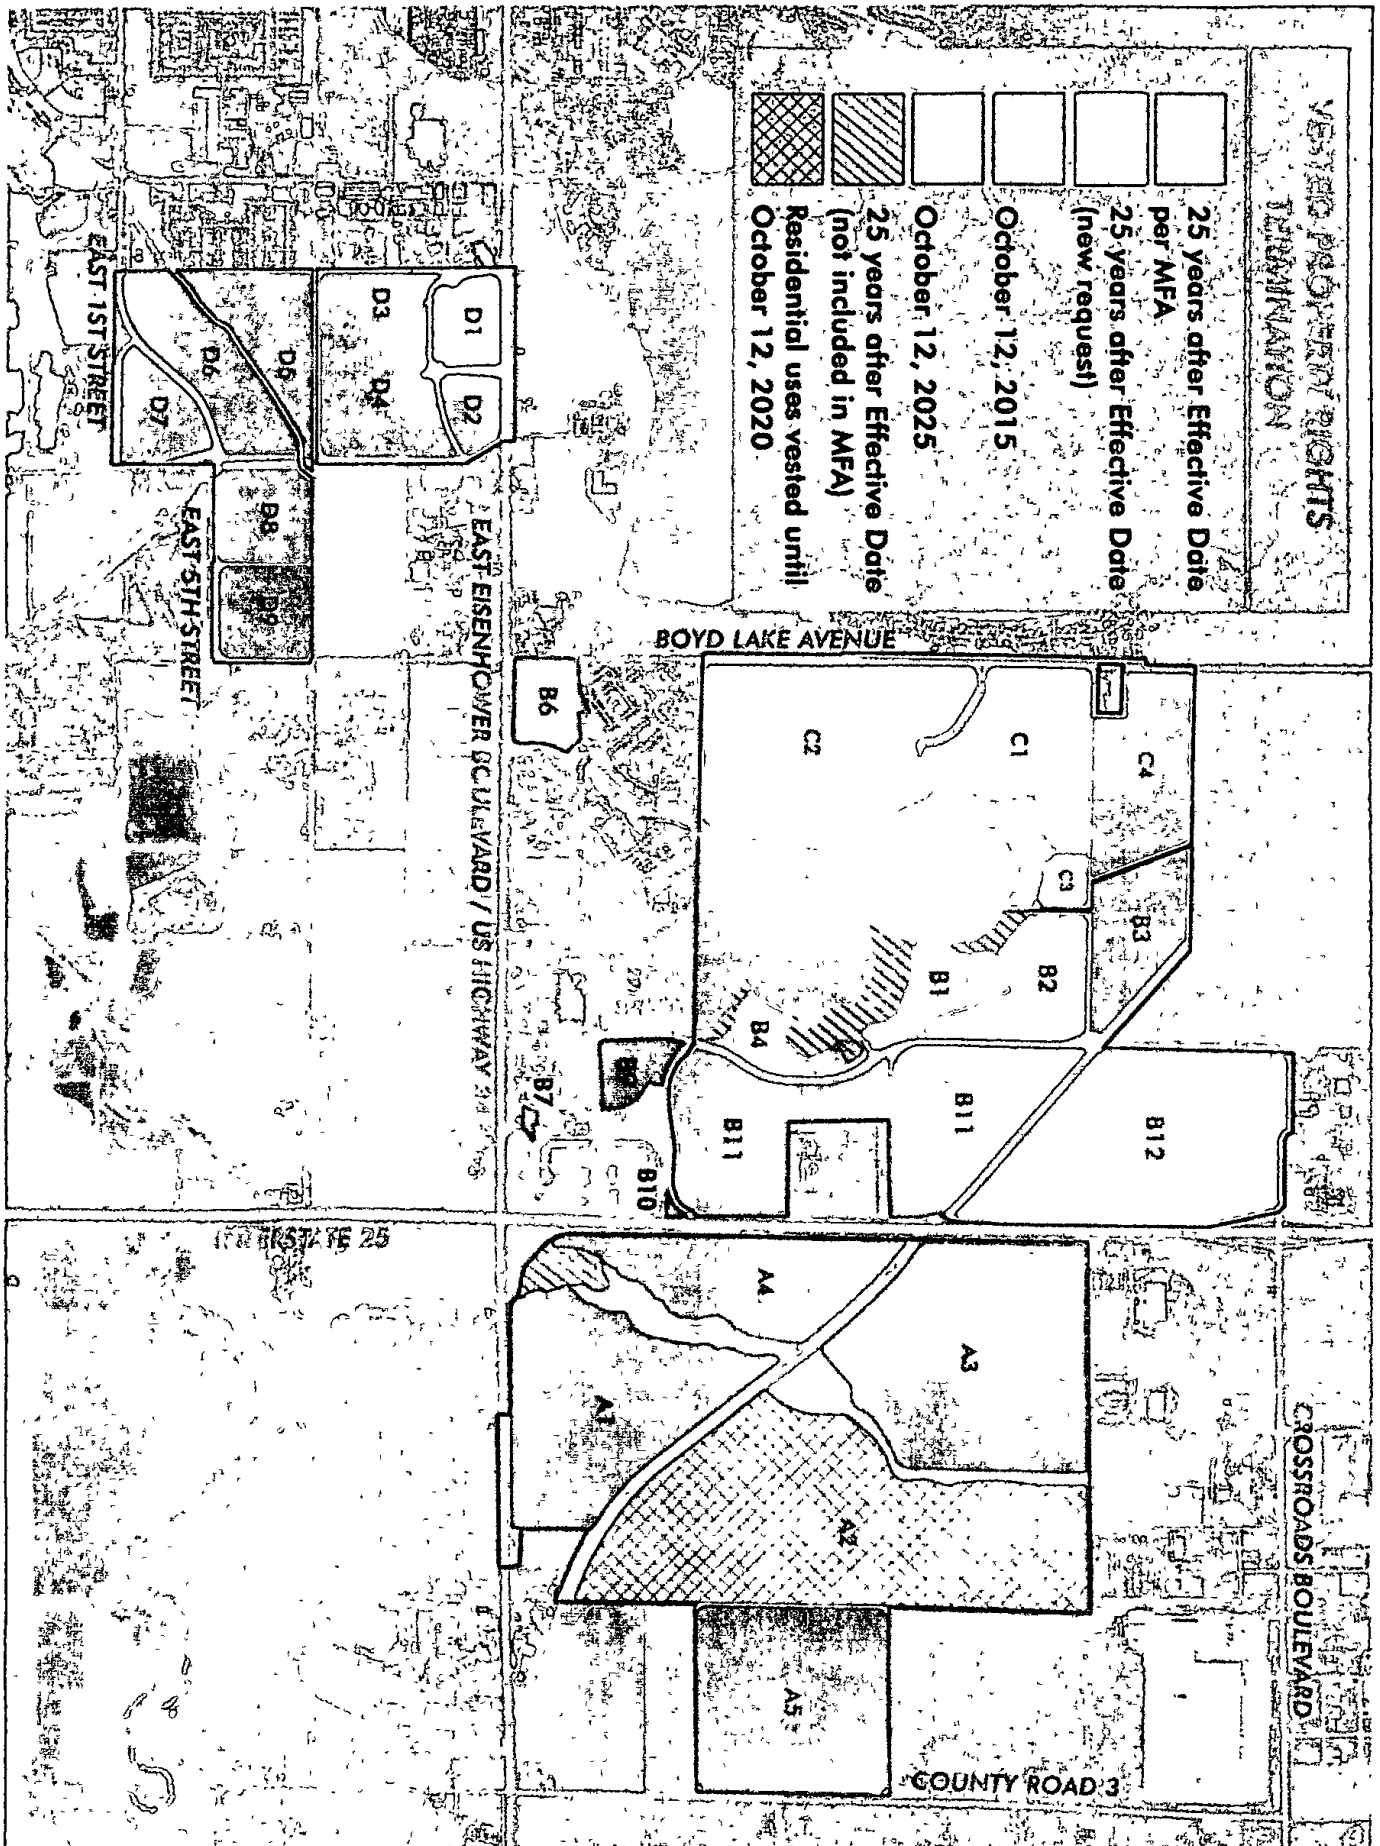 VESTED PROPERTY RIGHTS
TERMINATION
25 years after Effective Date
per MFA
25 years after Effective Date
(new request)
October 12, 2015
October 12, 2025
25 years after Effective Date
(not included in MFA)
Residential uses vested until
October 12, 2020
CROSSROADS BOULEVARD
BOYD LAKE AVENUE
COUNTY ROAD 3
INTERSTATE 25
EAST EISENHOWER BOULEVARD / US HIGHWAY 34
EAST 5TH STREET
EAST 1ST STREET
C4
C1
C2
C3
B3
B2
B1
B4
B12
B11
B11
B10
B7
B6
A3
A4
A1
A2
A5
D1
D2
D3
D4
D5
D6
D7
D8
D9